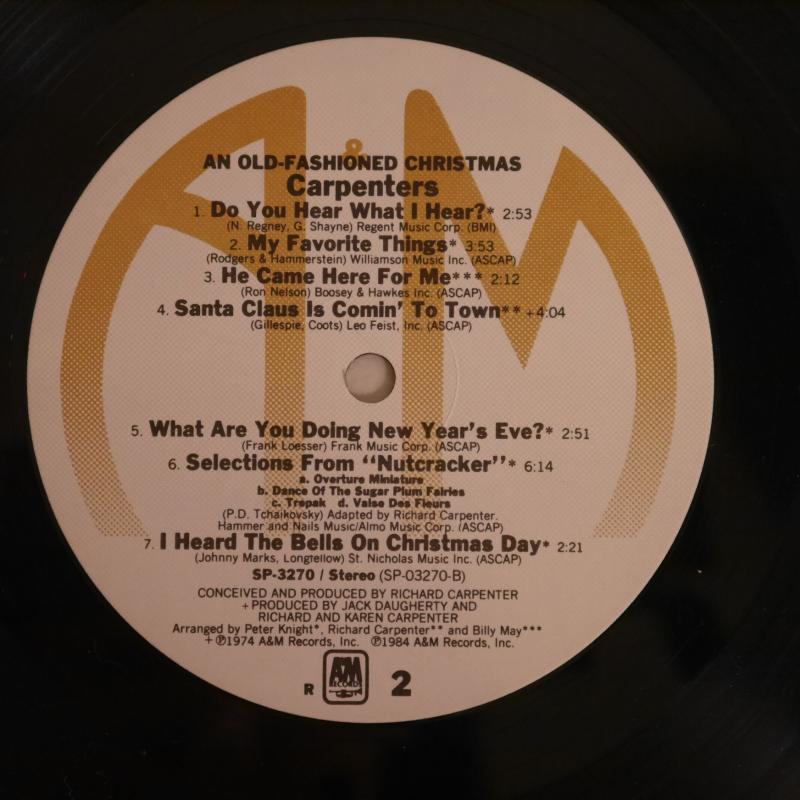 A&M
AN OLD-FASHIONED CHRISTMAS
Carpenters
1. Do You Hear What I Hear?* 2:53
(N. Regney, G. Shayne) Regent Music Corp. (BMI)
2. My Favorite Things* 3:53
(Rodgers & Hammerstein) Williamson Music Inc. (ASCAP)
3. He Came Here For Me*** 2:12
(Ron Nelson) Boosey & Hawkes Inc. (ASCAP)
4. Santa Claus Is Comin' To Town** +4:04
(Gillespie, Coots) Leo Feist, Inc. (ASCAP)
5. What Are You Doing New Year's Eve?* 2:51
(Frank Loesser) Frank Music Corp. (ASCAP)
6. Selections From "Nutcracker"* 6:14
a. Overture Miniature
b. Dance Of The Sugar Plum Fairies
c. Trepak d. Valse Des Fleurs
(P.D. Tchaikovsky) Adapted by Richard Carpenter.
Hammer and Nails Music/Almo Music Corp. (ASCAP)
7. I Heard The Bells On Christmas Day* 2:21
(Johnny Marks, Longfellow) St. Nicholas Music Inc. (ASCAP)
SP-3270 / Stereo (SP-03270-B)
CONCEIVED AND PRODUCED BY RICHARD CARPENTER
+PRODUCED BY JACK DAUGHERTY AND
RICHARD AND KAREN CARPENTER
Arranged by Peter Knight*, Richard Carpenter** and Billy May***
+℗1974 A&M Records, Inc. ℗1984 A&M Records, Inc.
R A&M RECORDS 2